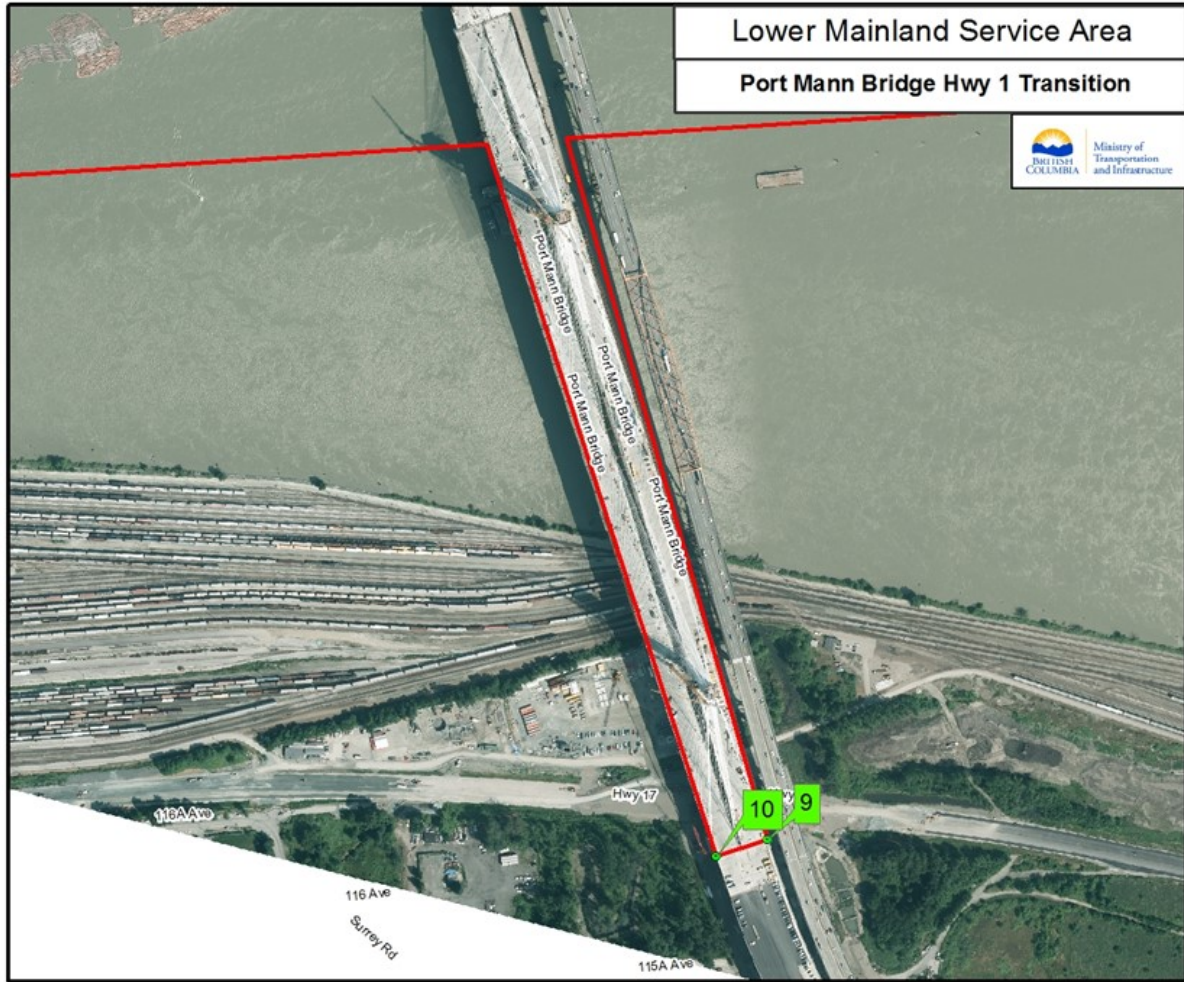 Lower Mainland Service Area
Port Mann Bridge Hwy 1 Transition
BRITISH
COLUMBIA
Ministry of
Transportation
and Infrastructure
Port Mann Bridge
Port Mann Bridge
Port Mann Bridge
Port Mann Bridge
Hwy 17
10
9
116A Ave
116 Ave
Surrey Rd
115A Ave